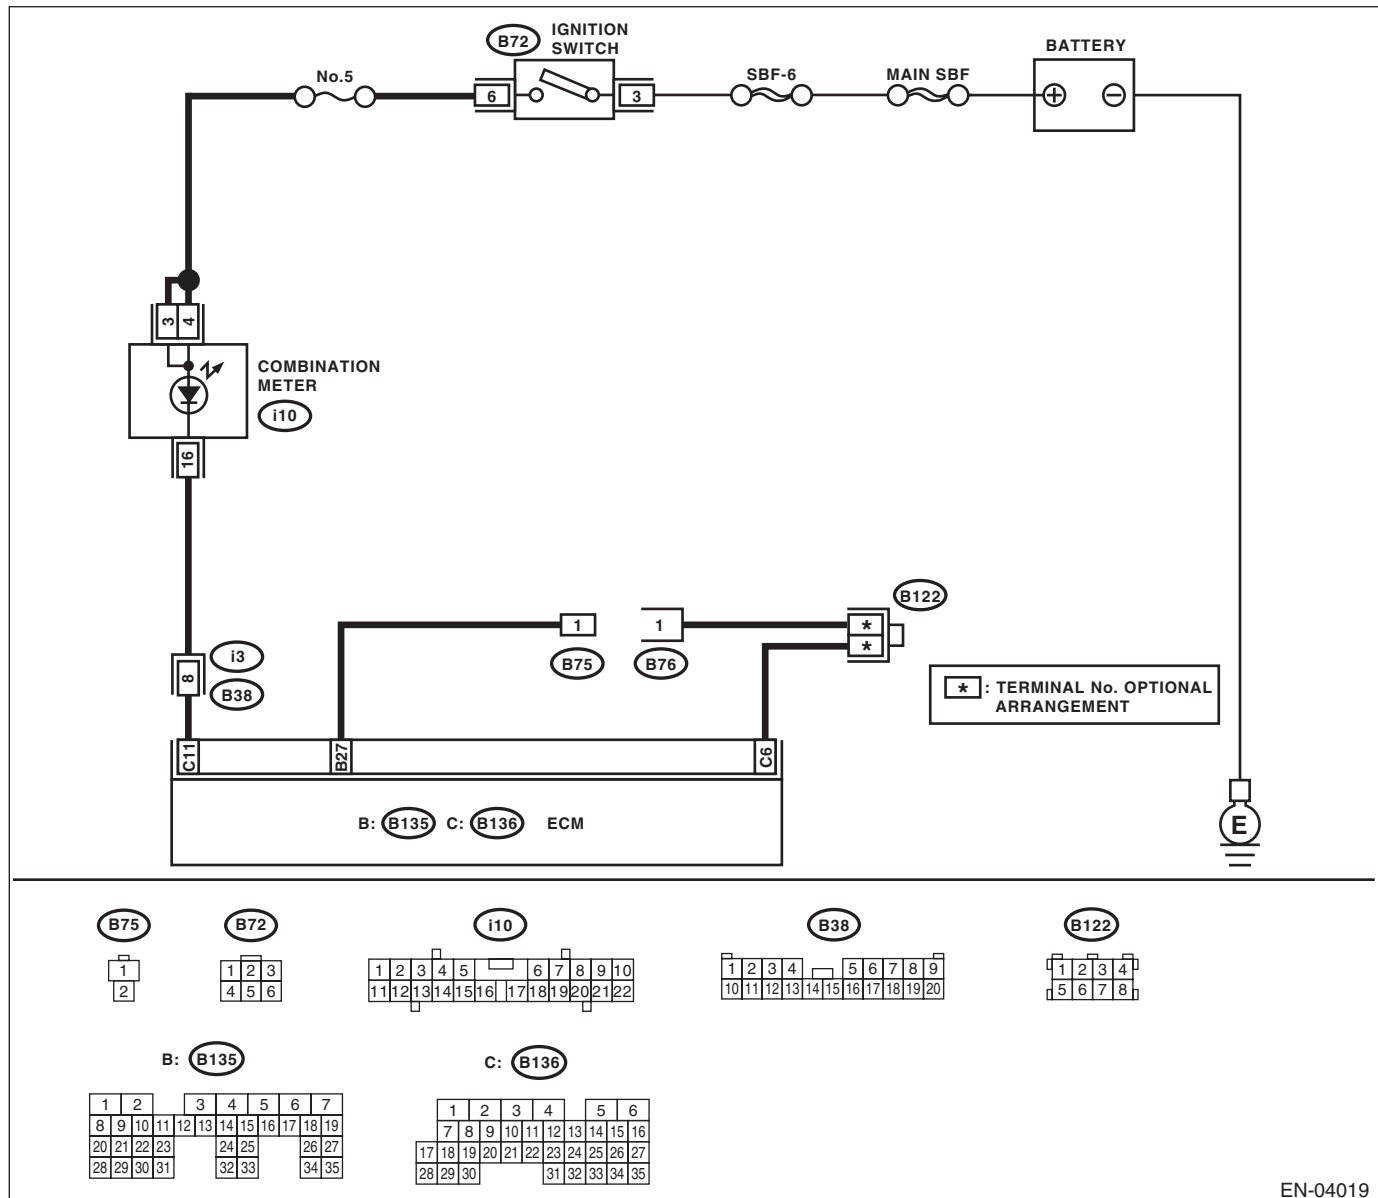 B72 IGNITION
SWITCH
BATTERY
No.5
SBF-6
MAIN SBF
6
3
3
4
COMBINATION
METER
i10
16
8
i3
B38
1
B75
1
B76
B122
*
*
* : TERMINAL No. OPTIONAL
ARRANGEMENT
C11
B27
C6
B: B135 C: B136 ECM
E
B75
B72
i10
B38
B122
1
2
1 2 3
4 5 6
1 2 3 4 5 6 7 8 9 10
11 12 13 14 15 16 17 18 19 20 21 22
1 2 3 4 5 6 7 8 9
10 11 12 13 14 15 16 17 18 19 20
1 2 3 4
5 6 7 8
B: B135
1 2 3 4 5 6 7
8 9 10 11 12 13 14 15 16 17 18 19
20 21 22 23 24 25 26 27
28 29 30 31 32 33 34 35
C: B136
1 2 3 4 5 6
7 8 9 10 11 12 13 14 15 16
17 18 19 20 21 22 23 24 25 26 27
28 29 30 31 32 33 34 35
EN-04019